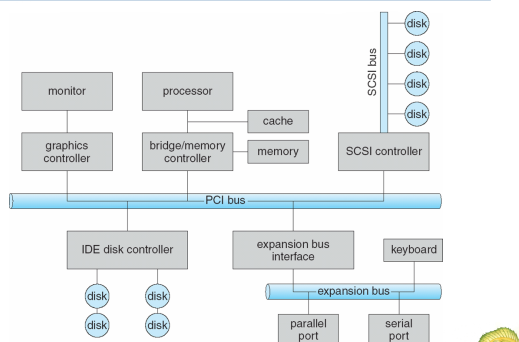 disk
disk
disk
disk
SCSI bus
monitor
processor
cache
graphics
controller
bridge/memory
controller
memory
SCSI controller
PCI bus
IDE disk controller
expansion bus
interface
keyboard
disk
disk
disk
disk
expansion bus
parallel
port
serial
port